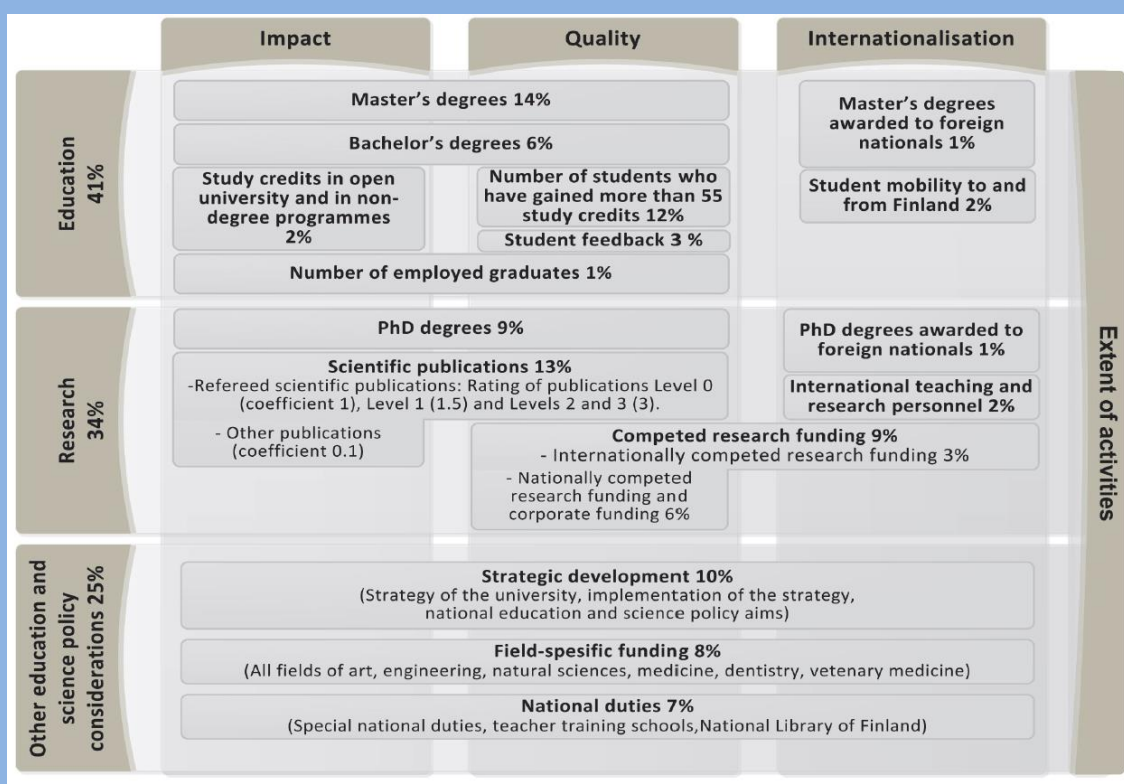 Impact
Quality
Internationalisation
Education
41%
Master's degrees 14%
Bachelor's degrees 6%
Study credits in open
university and in non-
degree programmes
2%
Number of students who
have gained more than 55
study credits 12%
Student feedback 3 %
Number of employed graduates 1%
Master's degrees
awarded to foreign
nationals 1%
Student mobility to and
from Finland 2%
Research
34%
PhD degrees 9%
Scientific publications 13%
-Refereed scientific publications: Rating of publications Level 0
(coefficient 1), Level 1 (1.5) and Levels 2 and 3 (3).
- Other publications
(coefficient 0.1)
PhD degrees awarded to
foreign nationals 1%
International teaching and
research personnel 2%
Competed research funding 9%
- Internationally competed research funding 3%
- Nationally competed
research funding and
corporate funding 6%
Other education and
science policy
considerations 25%
Strategic development 10%
(Strategy of the university, implementation of the strategy,
national education and science policy aims)
Field-spesific funding 8%
(All fields of art, engineering, natural sciences, medicine, dentistry, vetenary medicine)
National duties 7%
(Special national duties, teacher training schools,National Library of Finland)
Extent of activities